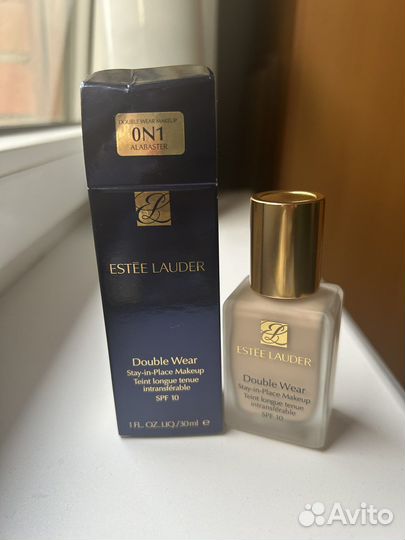 DOUBLE WEAR MAKEUP
0N1
ALABASTER
ESTĒE LAUDER
Double Wear
Stay-in-Place Makeup
Teint longue tenue
intransférable
SPF 10
1 FL. OZ. LIQ./30ml e
ESTĒE LAUDER
Double Wear
Stay-in-Place Makeup
Teint longue tenue
intransférable
SPF 10
Avito